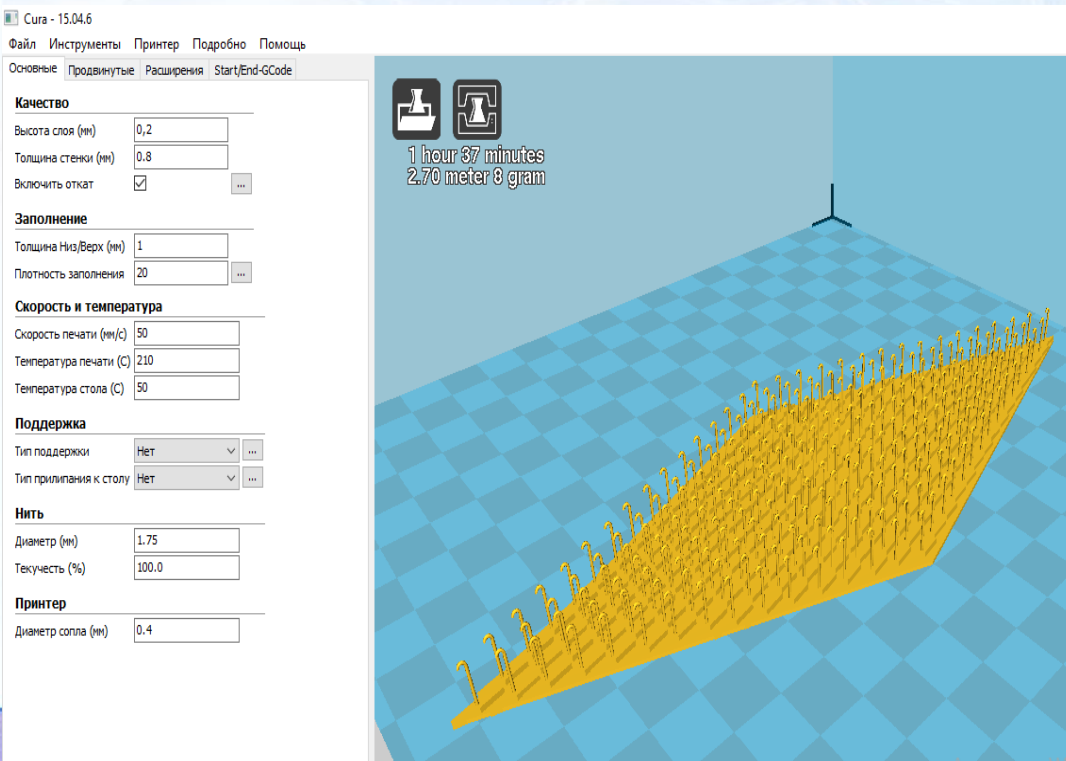 Cura - 15.04.6
Файл Инструменты Принтер Подробно Помощь
Основные Продвинутые Расширения Start/End-GCode
Качество
Высота слоя (мм) 0,2
Толщина стенки (мм) 0.8
Включить откат ...
Заполнение
Толщина Низ/Верх (мм) 1
Плотность заполнения 20 ...
Скорость и температура
Скорость печати (мм/с) 50
Температура печати (C) 210
Температура стола (C) 50
Поддержка
Тип поддержки Нет ...
Тип прилипания к столу Нет ...
Нить
Диаметр (мм) 1.75
Текучесть (%) 100.0
Принтер
Диаметр сопла (мм) 0.4
1 hour 37 minutes
2.70 meter 8 gram